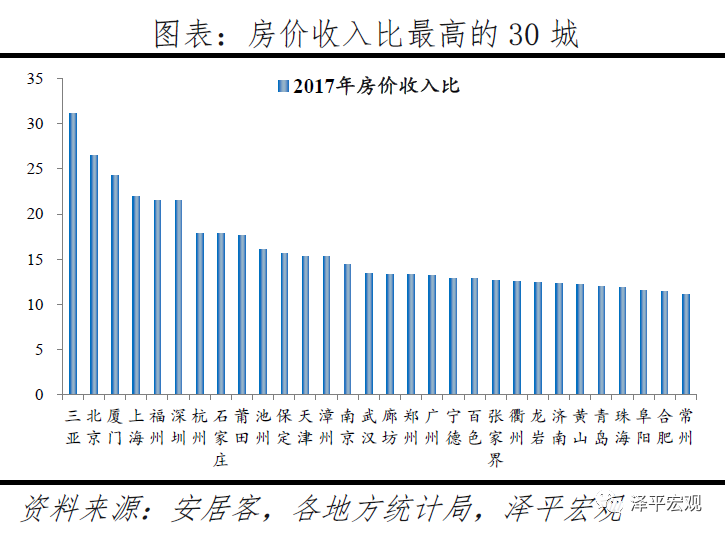 图表：房价收入比最高的 30 城
2017年房价收入比
35
30
25
20
15
10
5
0
三亚
北京
厦门
上海
福州
深圳
杭州
石家庄
莆田
池州
保定
天津
漳州
南京
武汉
廊坊
郑州
广州
宁德
百色
张家界
衢州
龙岩
济南
黄山
青岛
珠海
阜阳
合肥
常州
资料来源：安居客，各地方统计局，泽平宏观
泽平宏观